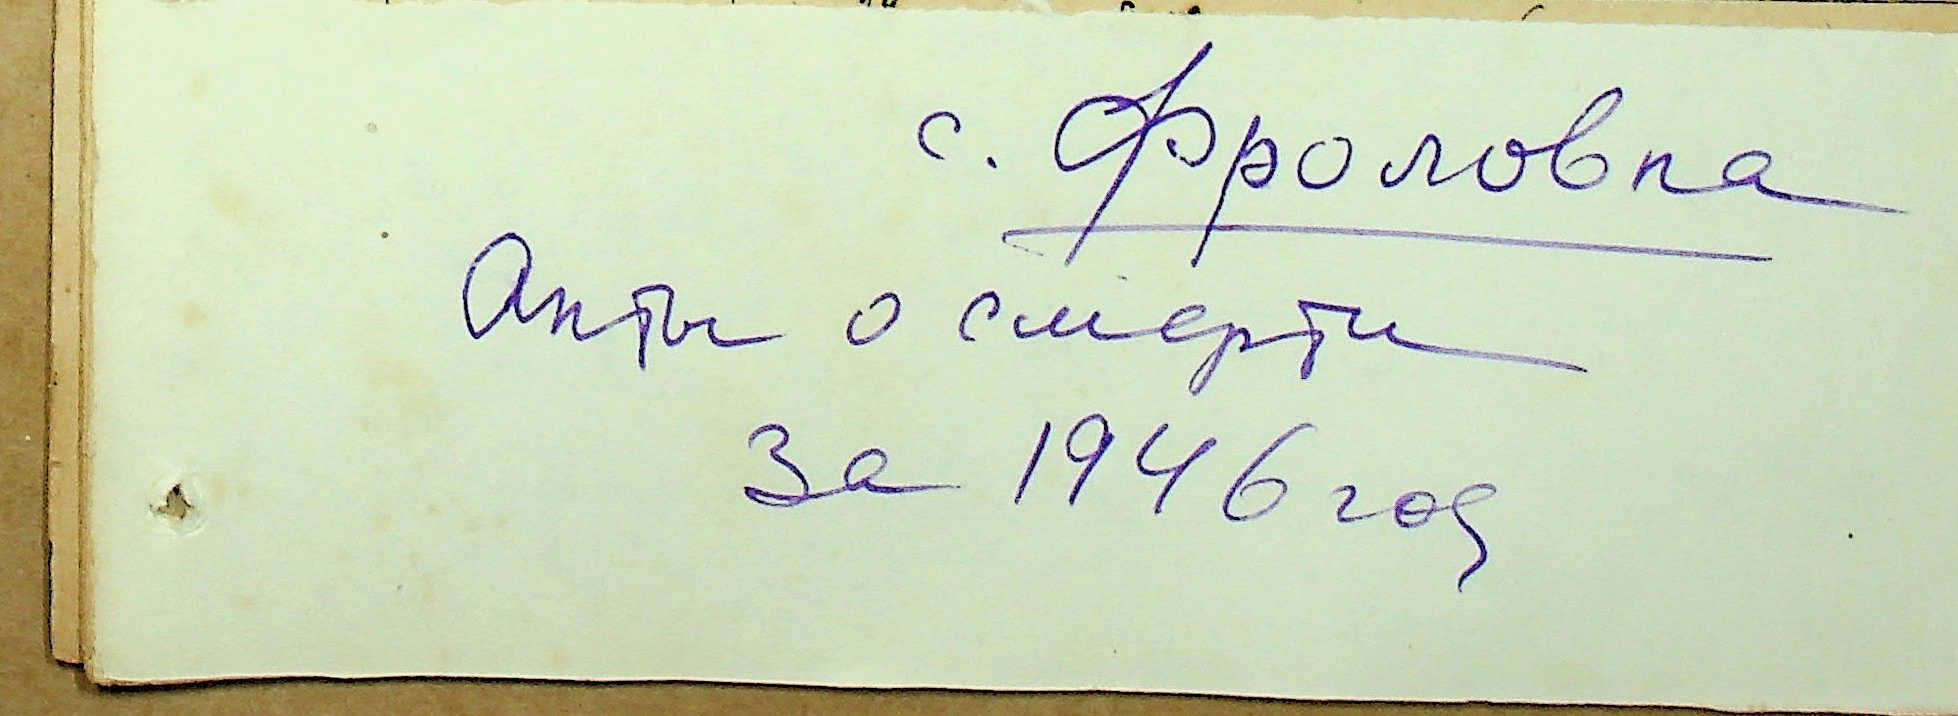 с. Фроловка
Акты о смерти
за 1946 год